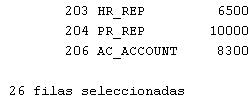 203 HR_REP 6500
204 PR_REP 10000
206 AC_ACCOUNT 8300
26 filas seleccionadas